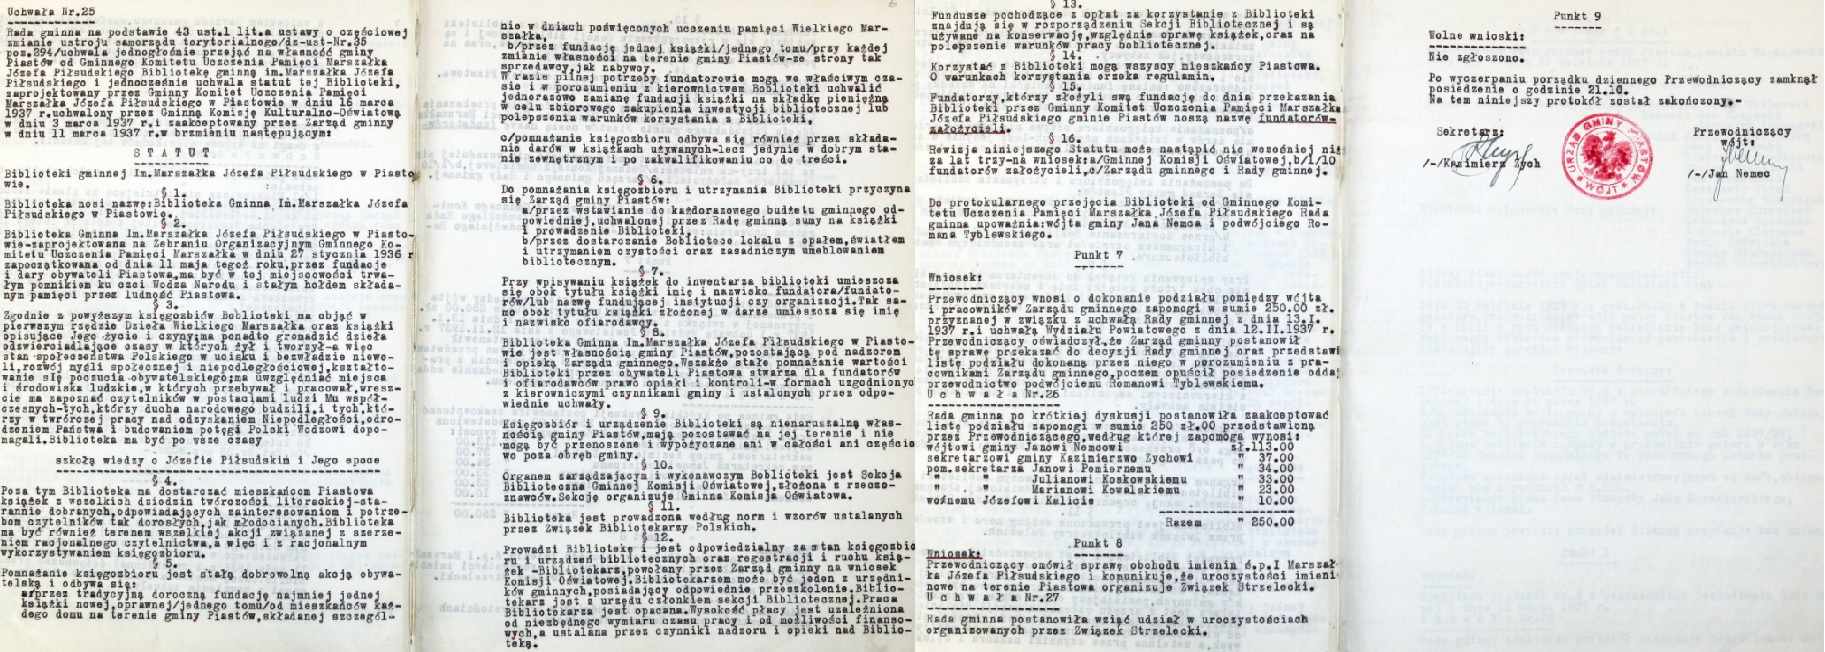 Uchwała Nr.25
Rada gminna na podstawie 43 ust.1 lit.a ustawy o częściowej
zmianie ustroju samorządu terytorialnego/dz-ust-Nr.35
poz.294/uchwala jednogłośnie przejąć na własność gminy
Piastów od Gminnego Komitetu Uczczenia Pamięci Marszałka
Józefa Piłsudskiego Bibliotekę gminną im.Marszałka Józefa
Piłsudskiego i jednocześnie uchwala statut tej Biblioteki,
zaprojektowany przez Gminny Komitet Uczczenia Pamięci
Marszałka Józefa Piłsudskiego w Piastowie w dniu 16 marca
1937 r.uchwalony przez Gminną Komisję Kulturalno-Oświatową
w dniu 3 marca 1937 r.i zaakceptowany przez Zarząd gminny
w dniu 11 marca 1937 r.w brzmieniu następującym:
S T A T U T
Biblioteki gminnej Im.Marszałka Józefa Piłsudskiego w Piasto
wie.
§ 1.
Biblioteka nosi nazwę:Biblioteka Gminna Im.Marszałka Józefa
Piłsudskiego w Piastowie.
§ 2.
Biblioteka Gminna Im.Marszałka Józefa Piłsudskiego w Piasto-
wie-zaprojektowana na Zebraniu Organizacyjnym Gminnego Ko-
mitetu Uczczenia Pamięci Marszałka w dniu 27 stycznia 1936 r
zapoczątkowana od dnia 11 maja tegoż roku,przez fundacje
i dary obywateli Piastowa,ma być w tej miejscowości trwa-
łym pomnikiem ku czci Wodza Narodu i stałym hołdem składa-
nym pamięci przez ludność Piastowa.
§ 3.
Zgodnie z powyższym księgozbiór Biblioteki ma objąć w
pierwszym rzędzie Dzieła Wielkiego Marszałka oraz książki
opisujące Jego życie i czyny;ma ponadto gromadzić dzieła
odzwierciadlające czasy w których żył i tworzył-a więc
stan społeczeństwa Polskiego w ucisku i bezwładzie niewo-
li,rozwój myśli społecznej i niepodległościowej,kształto-
wanie się poczucia obywatelskiego;ma uwzględniać miejsca
i środowiska ludzkie,w których przebywał i pracował,wresz-
cie ma zapoznać czytelników w postaciami ludzi Mu współ-
czesnych-tych,którzy ducha narodowego budzili,i tych,któ-
rzy w twórczej pracy nad odzyskaniem Niepodległości,odro-
dzeniem Państwa i budowaniem potęgą Polski Wodzowi dopo-
magali.Biblioteka ma być po wsze czasy
szkołą wiedzy o Józefie Piłsudskim i Jego epoce
§ 4.
Poza tym Biblioteka ma dostarczać mieszkańcom Piastowa
książek z wszelkich dziedzin twórczości literackiej-sta-
rannie dobranych,odpowiadających zainteresowaniom i potrze-
bom czytelników tak dorosłych,jak młodocianych.Biblioteka
ma być również terenem wszelkiej akcji związanej z szerze-
niem racjonalnego czytelnictwa,a więc i z racjonalnym
wykorzystywaniem księgozbioru.
§ 5.
Pomnażanie księgozbioru jest stałą dobrowolną akcją obywa-
telską i odbywa się:
a/przez tradycyjną doroczną fundację najmniej jednej
książki nowej,oprawnej/jednego tomu/od mieszkańców każ-
dego domu na terenie gminy Piastów,składanej szczegól-
nie w dniach poświęconych uczczeniu pamięci Wielkiego Mar-
szałka,
b/przez fundację jednej książki/jednego tomu/przy każdej
zmianie własności na terenie gminy Piastów-ze strony tak
sprzedawcy,jak nabywcy.
W razie pilnej potrzeby fundatorowie mogą we właściwym cza-
sie i w porozumieniu z kierownictwem Biblioteki uchwalić
jednorazowo zamianę fundacji książki na składkę pieniężną
w celu zbiorowego zakupienia inwestycji bibliotecznej lub
polepszenia warunków korzystania z Biblioteki.
c/pomnażanie księgozbioru odbywa się również przez składa-
nie darów w książkach używanych-lecz jedynie w dobrym sta-
nie zewnętrznym i po zakwalifikowaniu co do treści.
§ 6.
Do pomnażania księgozbioru i utrzymania Biblioteki przyczyna
się Zarząd gminy Piastów:
a/przez wstawianie do każdorazowego budżetu gminnego od-
powiedniej,uchwalonej przez Radę gminną sumy na książki
i prowadzenie Biblioteki.
b/przez dostarczenie Bobliotece lokalu z opałem,światłem
i utrzymaniem czystości oraz zasadniczym umeblowaniem
bibliotecznym.
§ 7.
Przy wpisywaniu książek do inwentarza biblioteki umieszcza
się obok tytułu książki imię i nazwisko fundatora/fundato-
rów/lub nazwę fundującej instytucji czy organizacji.Tak sa-
mo obok tytułu książki złożonej w darze umieszcza się imię
i nazwisko ofiarodawcy.
§ 8.
Biblioteka Gminna Im.Marszałka Józefa Piłsudskiego w Piasto-
wie jest własnością gminy Piastów,pozostającą pod nadzorem
i opieką Zarządu gminnego.Wszakże stałe pomnażanie wartości
Biblioteki przez obywateli Piastowa stwarza dla fundatorów
i ofiarodawców prawo opieki i kontroli-w formach uzgodnionyc
z kierowniczymi czynnikami gminy i ustalonych przez odpo-
wiednie uchwały.
§ 9.
Księgozbiór i urządzenie Biblioteki są nienaruszalną włas-
nością gminy Piastów,mają pozostawać na jej terenie i nie
mogą być przenoszone i wypożyczane ani w całości ani częścio
wo poza obręb gminy.
§ 10.
Organem zarządzającym i wykonawczym Biblioteki jest Sekcja
Biblioteczna Gminnej Komisji Oświatowej,złożona z rzeczo-
znawców.Sekcję organizuje Gminna Komisja Oświatowa.
§ 11.
Biblioteka jest prowadzona według norm i wzorów ustalanych
przez Związek Bibliotekarzy Polskich.
§ 12.
Prowadzi Bibliotekę i jest odpowiedzialny za stan księgozbio
ru i urządzeń bibliotecznych oraz regestracji i ruchu ksią-
żek -Bibliotekarz,powołany przez Zarząd gminny na wniosek
Komisji Oświatowej.Bibliotekarzem może być jeden z urzędni-
ków gminnych,posiadający odpowiednie przeszkolenie.Biblio-
tekarz jest z urzędu członkiem sekcji Bibliotecznej.Praca
Bibliotekarza jest opłacana.Wysokość płacy jest uzależniona
od niezbędnego wymiaru czasu pracy i od możliwości finanso-
wych,a ustalana przez czynniki nadzoru i opieki nad Biblio-
teką.
§ 13.
Fundusze pochodzące z opłat za korzystanie z Biblioteki
znajdują się w rozporządzeniu Sekcji Bibliotecznej i są
używane na Konserwację,względnie oprawę książek,oraz na
polepszenie warunków pracy bobliotecznej.
§ 14.
Korzystać z Biblioteki mogą wszyscy mieszkańcy Piastowa.
O warunkach korzystania orzeka regulamin.
§ 15.
Fundatorzy,którzy złożyli swą fundację do dnia przekazania
Biblioteki przez Gminny Komitet Uczczenia Pamięci Marszałka
Józefa Piłsudskiego gminie Piastów noszą nazwę fundatorów-
założycieli.
§ 16.
Rewizja niniejszego Statutu może nastąpić nie wcześniej niż
za lat trzy-na wniosek:a/Gminnej Komisji Oświatowej,b/1/10
fundatorów założycieli,c/Zarządu gminnego i Rady gminnej.
Do protokularnego przejęcia Biblioteki od Gminnego Komi-
tetu Uczczenia Pamięci Marszałka Józefa Piłsudskiego Rada
gminna upoważnia:wójta gminy Jana Nemca i podwójciego Ro-
mana Tyblewskiego.
Punkt 7
Wniosek:
Przewodniczący wnosi o dokonanie podziału pomiędzy wójta
i pracowników Zarządu gminnego zapomogi w sumie 250.00 zł.
przyznanej w związku z uchwałą Rady gminnej z dnia 13.I.
1937 r.i uchwałą Wydziału Powiatowego z dnia 12.II.1937 r.
Przewodniczący oświadczył,że Zarząd gminny postanowił
tę sprawę przekazać do decyzji Rady gminnej oraz przedstawi
listę podziału dokonaną przez niego w porozumieniu z pra-
cownikami Zarządu gminnego,poczem opuścił posiedzenie odda
przewodnictwo podwójciemu Romanowi Tyblewskiemu.
U c h w a ł a Nr.26
Rada gminna po krótkiej dyskusji postanowiła zaakceptować
listę podziału zapomogi w sumie 250 zł.00 przedstawioną
przez Przewodniczącego,według której zapomoga wynosi:
wójtowi gminy Janowi Nemcowi zł.113.00
sekretarzowi gminy Kazimierzwo Zychowi " 37.00
pom.sekretarza Janowi Pomiernemu " 34.00
" " Julianowi Koskowskiemu " 33.00
" " Marianowi Kowalskiemu " 23.00
woźnemu Józefowi Kalicie " 10.00
Razem " 250.00
Punkt 8
Wniosek:
Przewodniczący omówił sprawę obchodu imienin ś.p.I Marszał-
ka Józefa Piłsudskiego i komunikuje,że uroczystości imieni
nowe na terenie Piastowa organizuje Związek Strzelecki.
U c h w a ł a Nr.27
Rada gminna postanowiła wziąć udział w uroczystościach
organizowanych przez Związek Strzelecki.
Punkt 9
Wolne wnioski:
Nie zgłoszono.
Po wyczerpaniu porządku dziennego Przewodniczący zamknął
posiedzenie o godzinie 21.10.
Na tem niniejszy protokół został zakończony.-
Sekretarz:
/-/Kazimierz Zych
URZĄD GMINY PIASTÓW
WÓJT
Przewodniczący
wójt:
/-/Jan Nemec